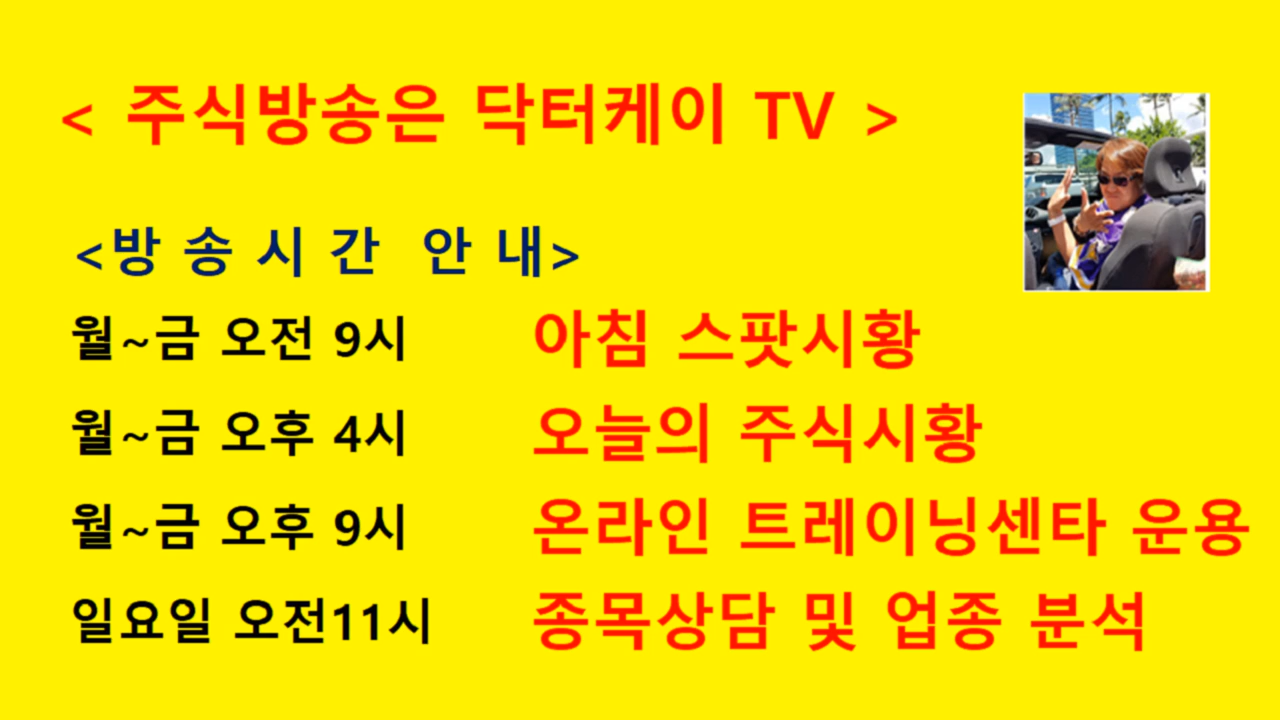 < 주식방송은 닥터케이 TV >
<방 송 시 간 안 내>
월~금 오전 9시 아침 스팟시황
월~금 오후 4시 오늘의 주식시황
월~금 오후 9시 온라인 트레이닝센타 운용
일요일 오전11시 종목상담 및 업종 분석